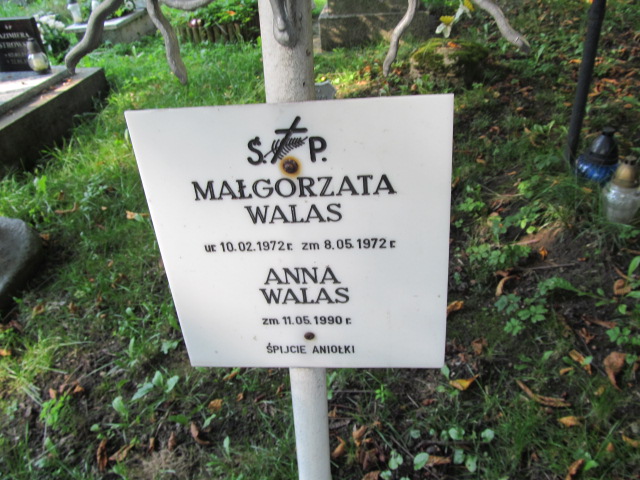 Ś. P.
MAŁGORZATA
WALAS
ur. 10.02.1972 r. zm 8.05.1972 r.
ANNA
WALAS
zm 11.05.1990 r.
ŚPIJCIE ANIOŁKI